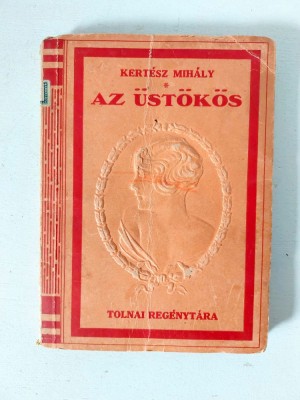 KERTÉSZ MIHÁLY
AZ ÜSTÖKÖS
TOLNAI REGÉNYTÁRA